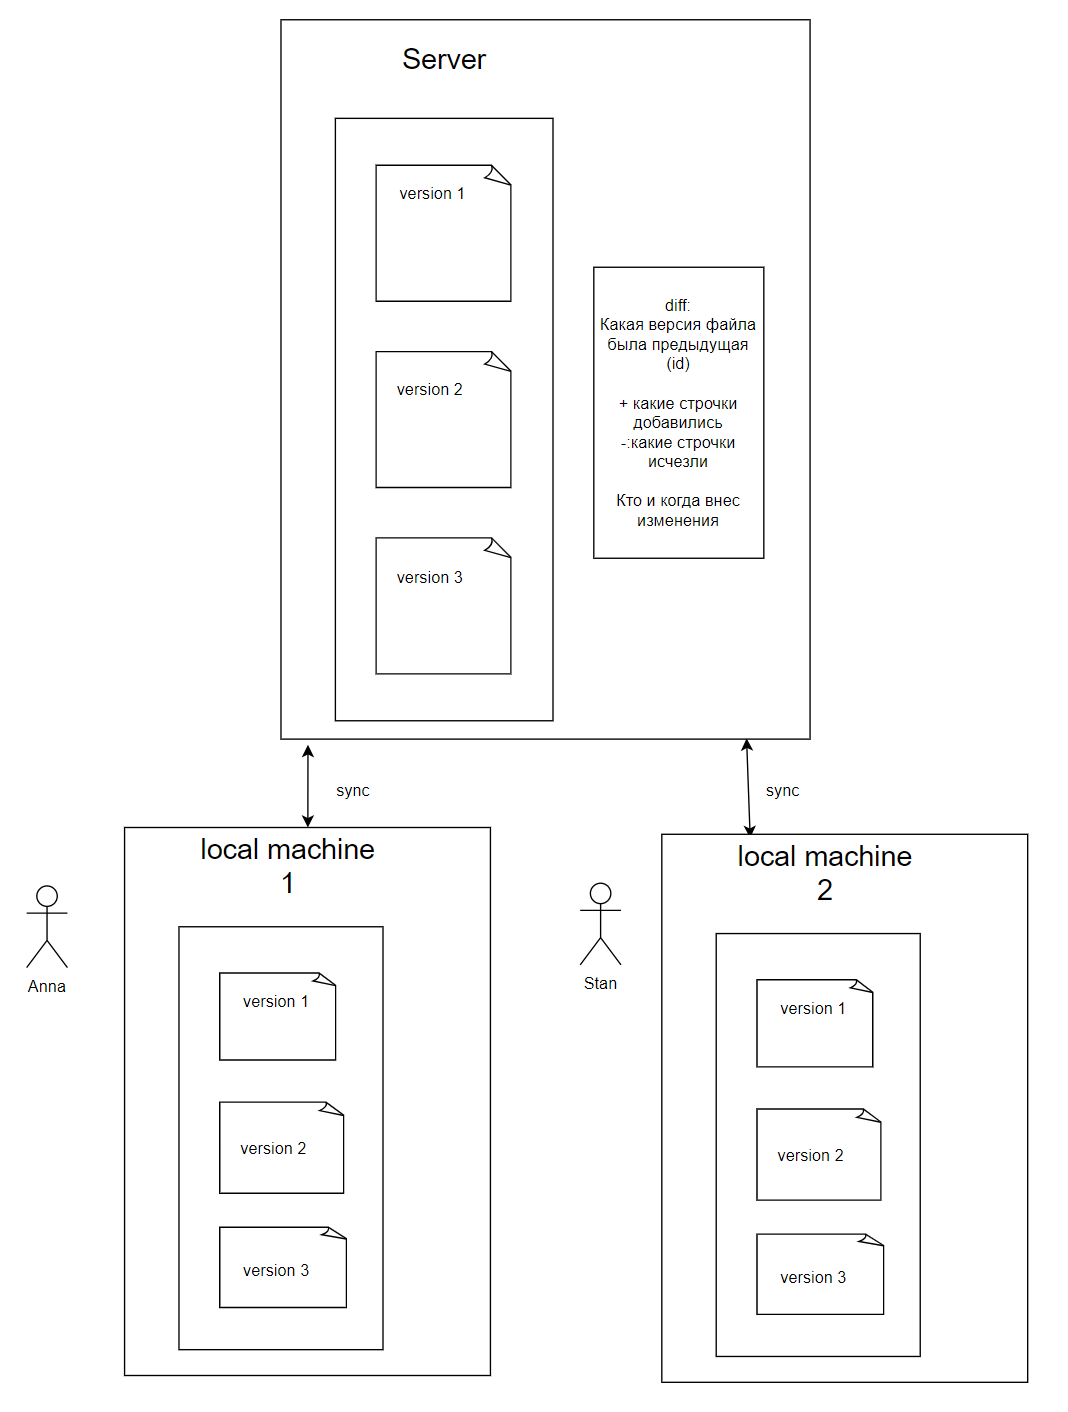 Server
version 1
version 2
version 3
diff:
Какая версия файла
была предыдущая
(id)
+ какие строчки
добавились
-:какие строчки
исчезли
Кто и когда внес
изменения
sync
sync
local machine
1
Anna
version 1
version 2
version 3
local machine
2
Stan
version 1
version 2
version 3